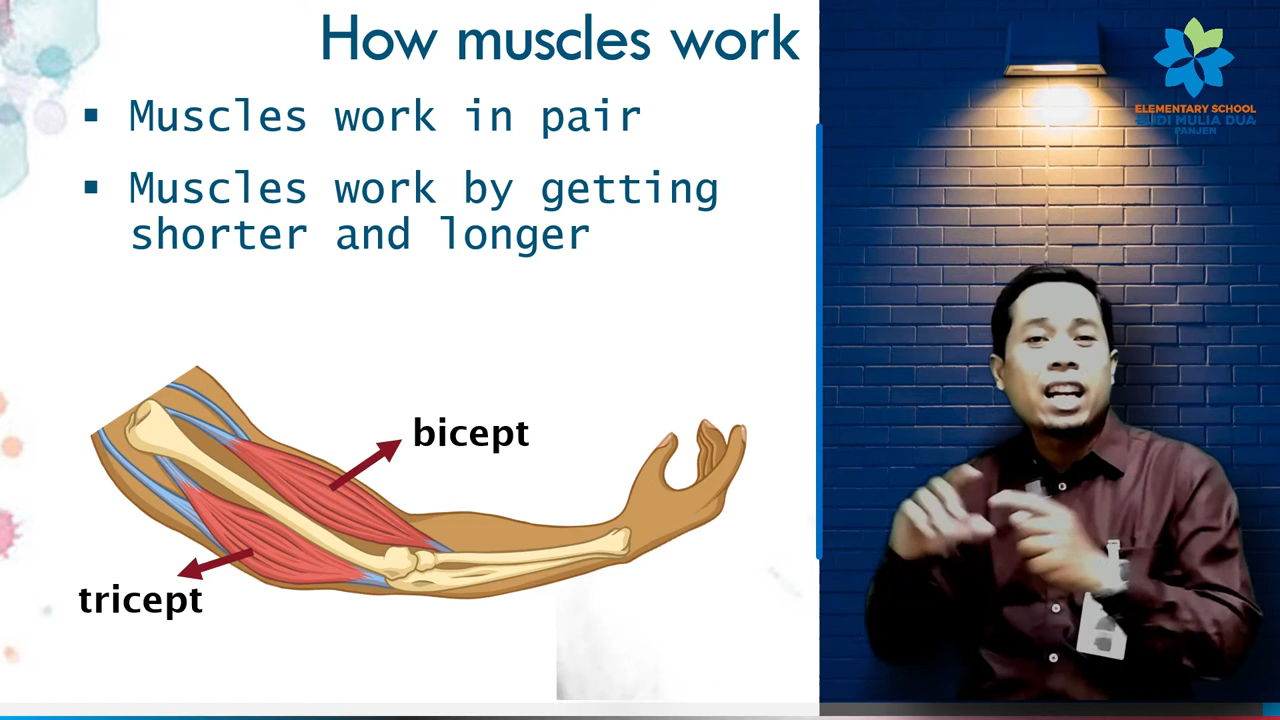 How muscles work
▪ Muscles work in pair
▪ Muscles work by getting
shorter and longer
bicept
tricept
ELEMENTARY SCHOOL
BUDI MULIA DUA
PANJEN